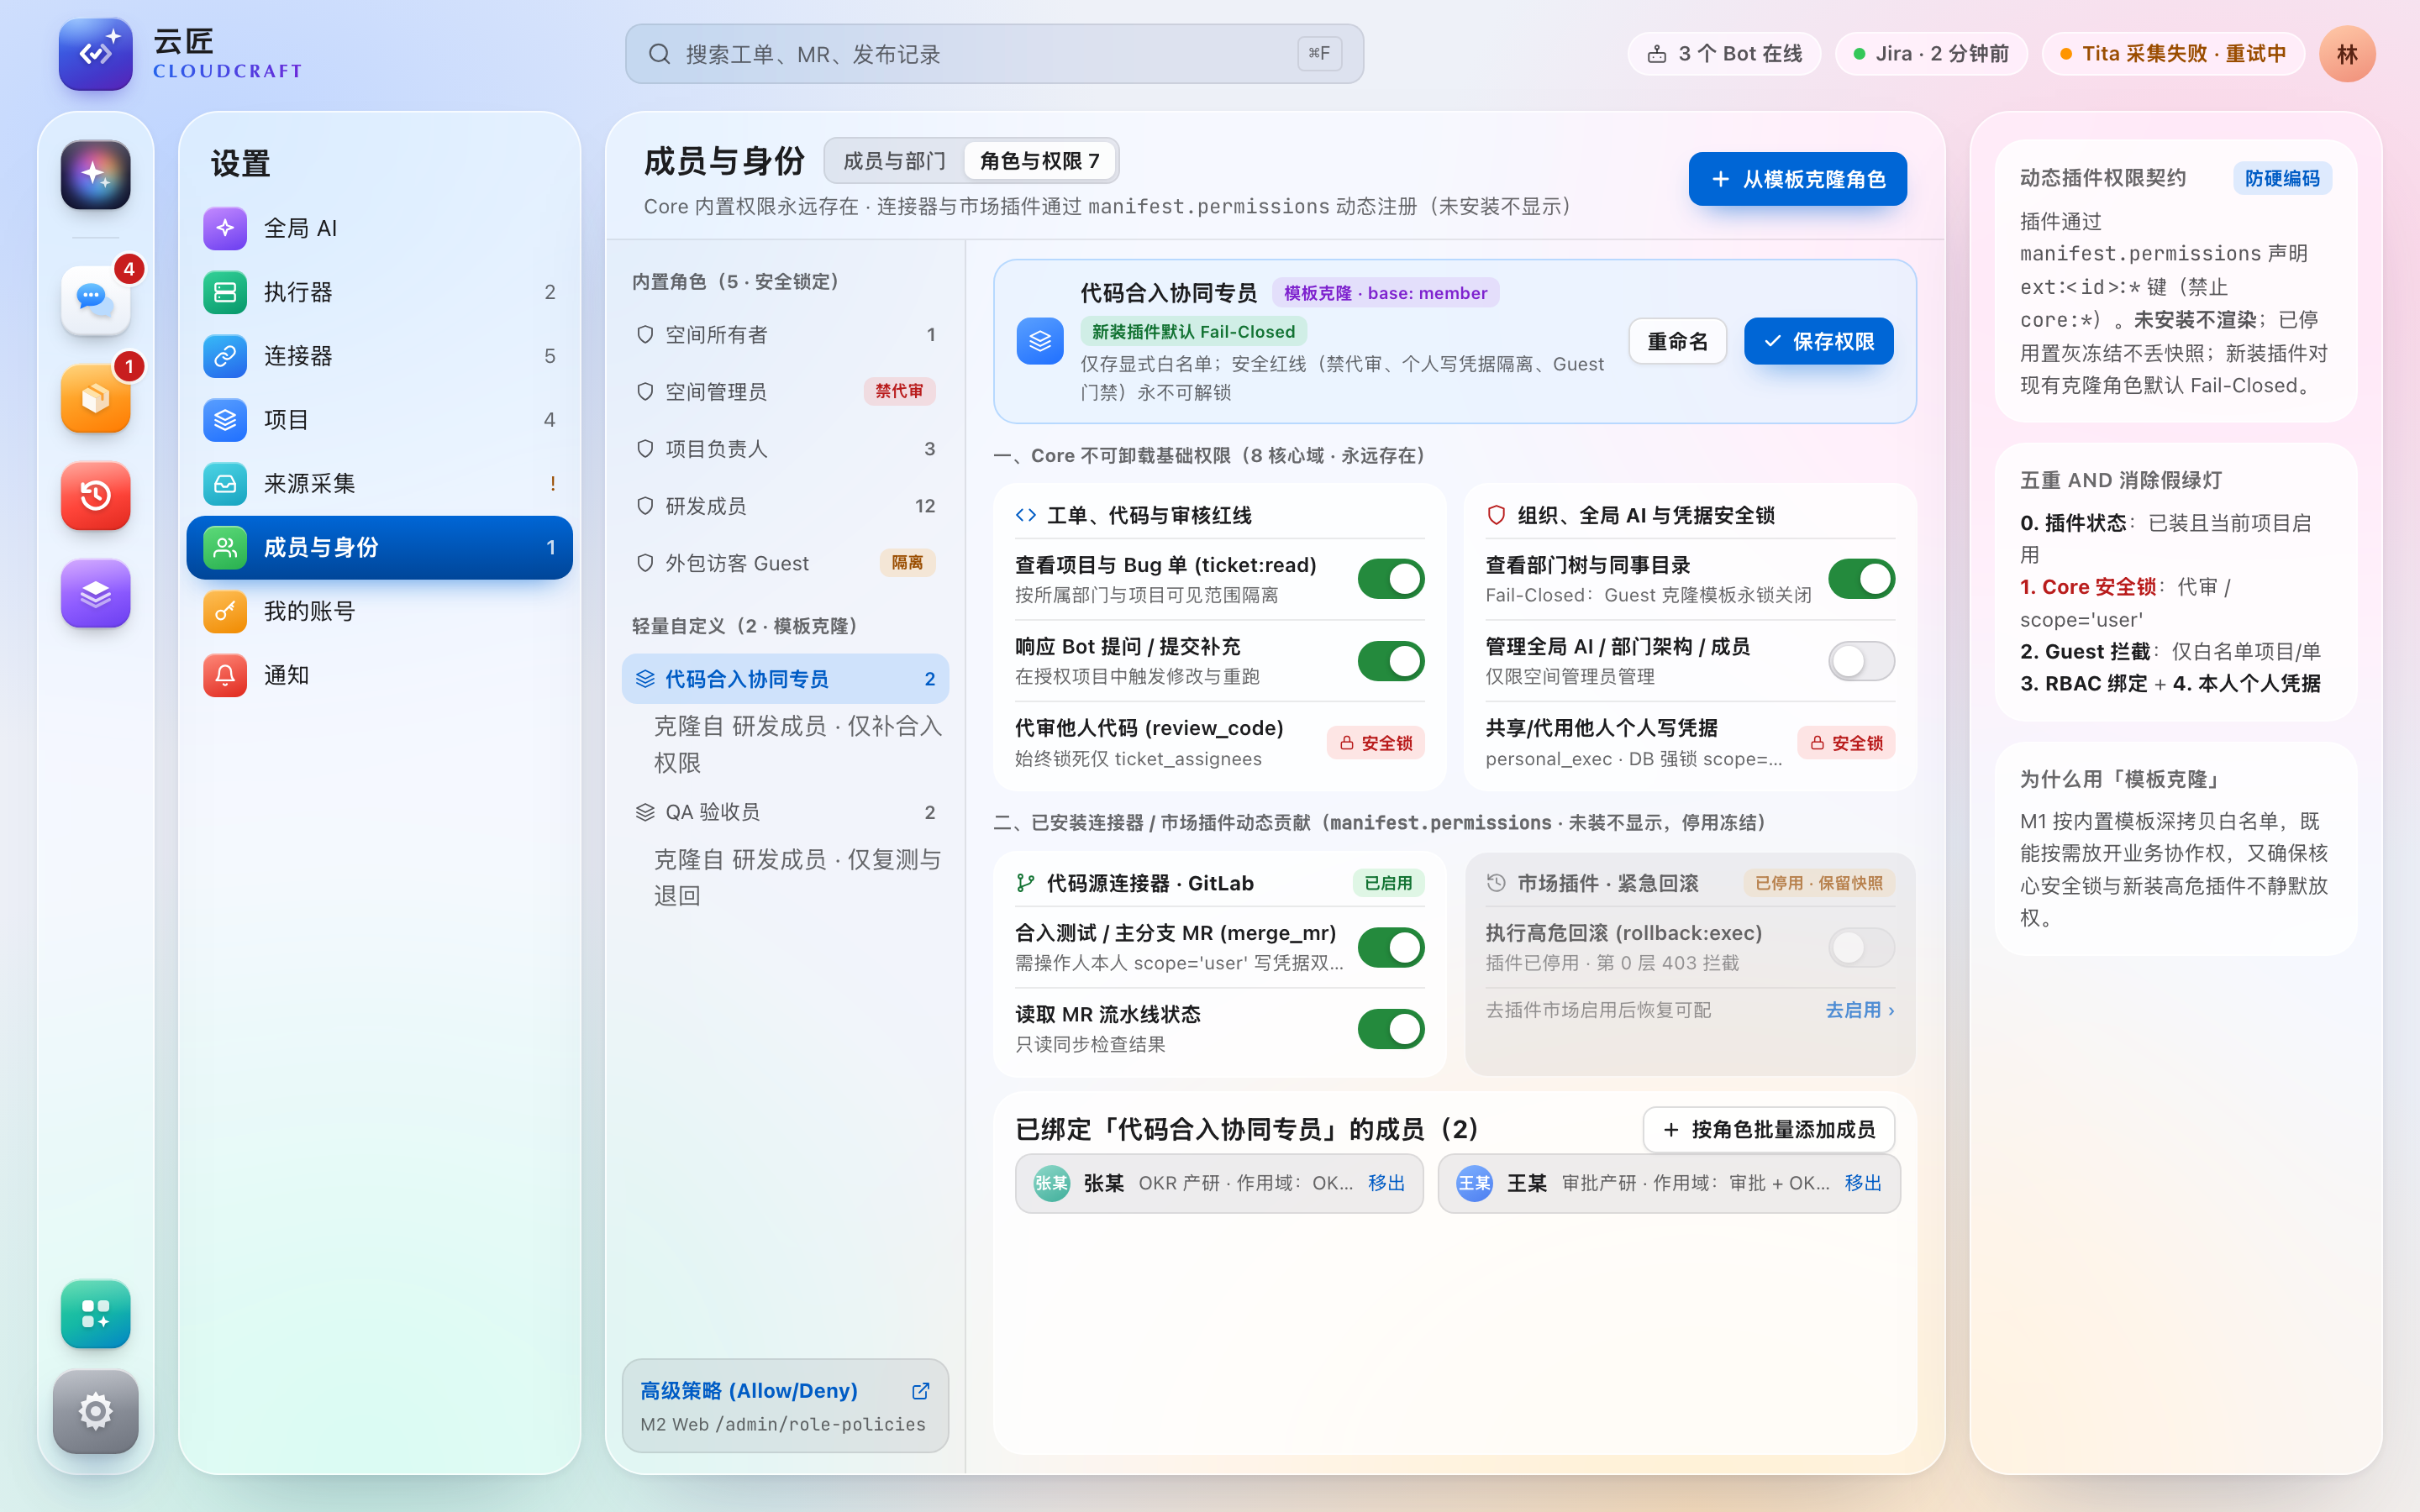 云匠
CLOUDCRAFT
搜索工单、MR、发布记录
⌘F
3 个 Bot 在线
Jira · 2 分钟前
Tita 采集失败 · 重试中
林
4
1
设置
全局 AI
执行器 2
连接器 5
项目 4
来源采集 !
成员与身份 1
我的账号
通知
成员与身份
成员与部门
角色与权限 7
Core 内置权限永远存在 · 连接器与市场插件通过 manifest.permissions 动态注册（未安装不显示）
从模板克隆角色
内置角色（5 · 安全锁定）
空间所有者 1
空间管理员 禁代审
项目负责人 3
研发成员 12
外包访客 Guest 隔离
轻量自定义（2 · 模板克隆）
代码合入协同专员 2
克隆自 研发成员 · 仅补合入
权限
QA 验收员 2
克隆自 研发成员 · 仅复测与
退回
高级策略 (Allow/Deny)
M2 Web /admin/role-policies
代码合入协同专员 模板克隆 · base: member
新装插件默认 Fail-Closed
仅存显式白名单；安全红线（禁代审、个人写凭据隔离、Guest
门禁）永不可解锁
重命名
保存权限
一、Core 不可卸载基础权限（8 核心域 · 永远存在）
工单、代码与审核红线
查看项目与 Bug 单 (ticket:read)
按所属部门与项目可见范围隔离
响应 Bot 提问 / 提交补充
在授权项目中触发修改与重跑
代审他人代码 (review_code)
始终锁死仅 ticket_assignees
安全锁
组织、全局 AI 与凭据安全锁
查看部门树与同事目录
Fail-Closed：Guest 克隆模板永锁关闭
管理全局 AI / 部门架构 / 成员
仅限空间管理员管理
共享/代用他人个人写凭据
personal_exec · DB 强锁 scope=...
安全锁
二、已安装连接器 / 市场插件动态贡献（manifest.permissions · 未装不显示，停用冻结）
代码源连接器 · GitLab 已启用
合入测试 / 主分支 MR (merge_mr)
需操作人本人 scope='user' 写凭据双...
读取 MR 流水线状态
只读同步检查结果
市场插件 · 紧急回滚 已停用 · 保留快照
执行高危回滚 (rollback:exec)
插件已停用 · 第 0 层 403 拦截
去插件市场启用后恢复可配 去启用 ›
已绑定「代码合入协同专员」的成员（2）
按角色批量添加成员
张某 张某 OKR 产研 · 作用域：OK... 移出
王某 王某 审批产研 · 作用域：审批 + OK... 移出
动态插件权限契约 防硬编码
插件通过
manifest.permissions 声明
ext:<id>:* 键（禁止
core:*）。未安装不渲染；已停
用置灰冻结不丢快照；新装插件对
现有克隆角色默认 Fail-Closed。
五重 AND 消除假绿灯
0. 插件状态：已装且当前项目启
用
1. Core 安全锁：代审 /
scope='user'
2. Guest 拦截：仅白名单项目/单
3. RBAC 绑定 + 4. 本人个人凭据
为什么用「模板克隆」
M1 按内置模板深拷贝白名单，既
能按需放开业务协作权，又确保核
心安全锁与新装高危插件不静默放
权。